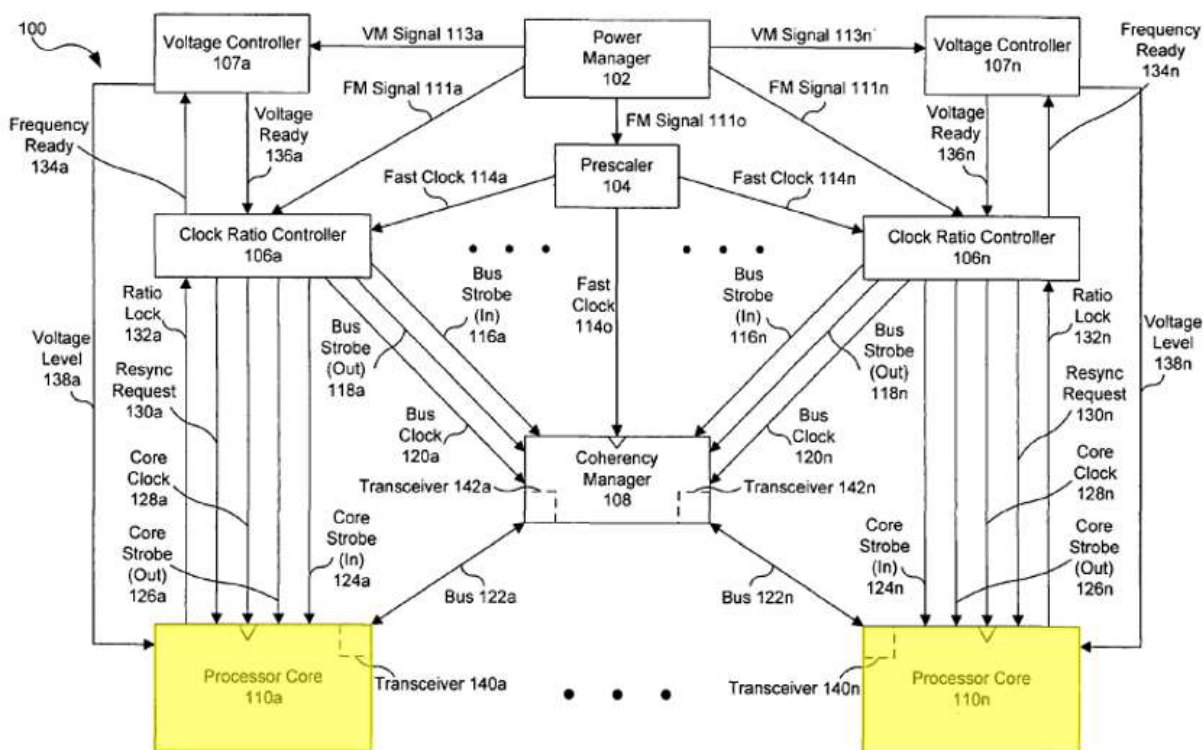 100
Voltage Controller
107a
VM Signal 113a
Power
Manager
102
VM Signal 113n
Voltage Controller
107n
Frequency
Ready
134n
Frequency
Ready
134a
Voltage
Ready
136a
FM Signal 111a
FM Signal 111o
FM Signal 111n
Voltage
Ready
136n
Prescaler
104
Fast Clock 114a
Fast Clock 114n
Clock Ratio Controller
106a
Clock Ratio Controller
106n
Voltage
Level
138a
Ratio
Lock
132a
Resync
Request
130a
Core
Clock
128a
Core
Strobe
(Out)
126a
Core
Strobe
(In)
124a
Bus
Strobe
(In)
116a
Bus
Strobe
(Out)
118a
Bus
Clock
120a
Fast
Clock
114o
Bus
Strobe
(In)
116n
Bus
Strobe
(Out)
118n
Bus
Clock
120n
Ratio
Lock
132n
Resync
Request
130n
Core
Clock
128n
Core
Strobe
(In)
124n
Core
Strobe
(Out)
126n
Voltage
Level
138n
Coherency
Manager
108
Transceiver 142a
Transceiver 142n
Bus 122a
Bus 122n
Processor Core
110a
Transceiver 140a
Transceiver 140n
Processor Core
110n